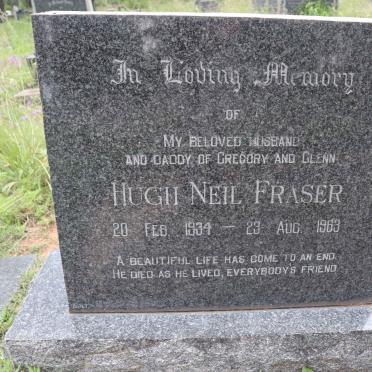 In Loving Memory
OF
MY BELOVED HUSBAND
AND DADDY OF GREGORY AND GLENN
HUGH NEIL FRASER
20 FEB. 1934 — 23 AUG. 1963
A BEAUTIFUL LIFE HAS COME TO AN END,
HE DIED AS HE LIVED, EVERYBODY'S FRIEND